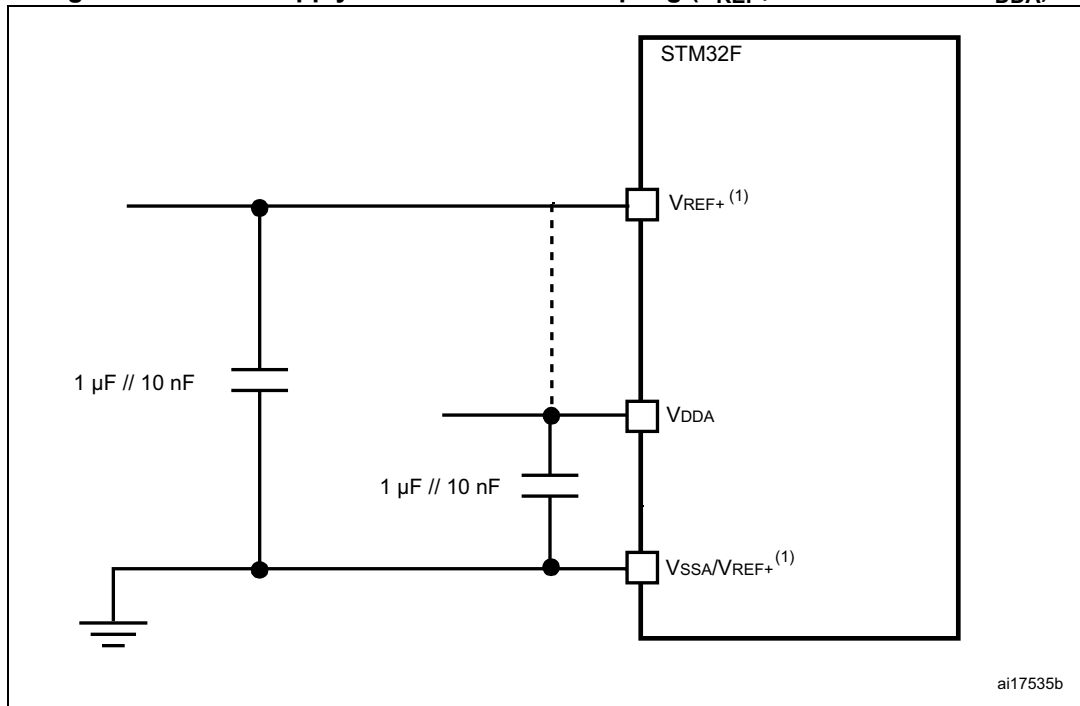 STM32F
VREF+ (1)
1 µF // 10 nF
VDDA
1 µF // 10 nF
VSSA/VREF+ (1)
ai17535b